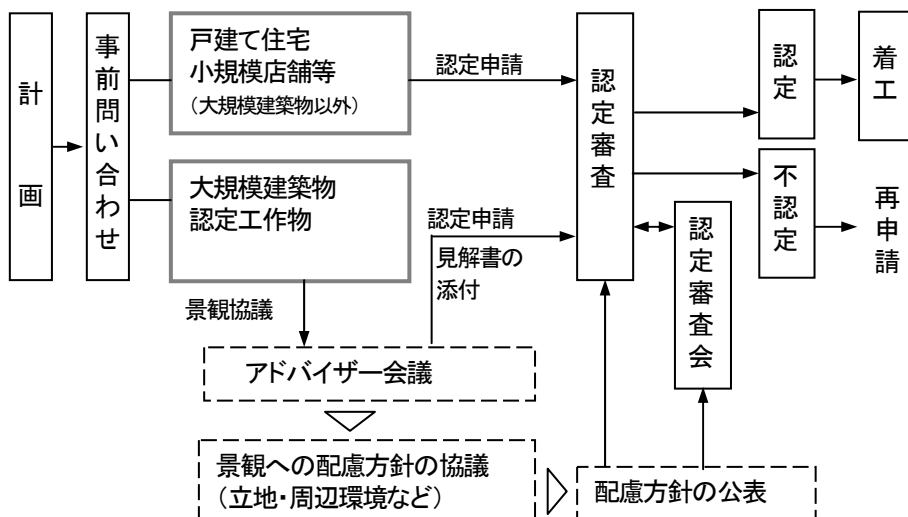 計画
事前問い合わせ
戸建て住宅
小規模店舗等
（大規模建築物以外）
認定申請
大規模建築物
認定工作物
認定申請
見解書の
添付
景観協議
アドバイザー会議
景観への配慮方針の協議
（立地・周辺環境など）
配慮方針の公表
認定審査
認定審査会
認定
着工
不認定
再申請